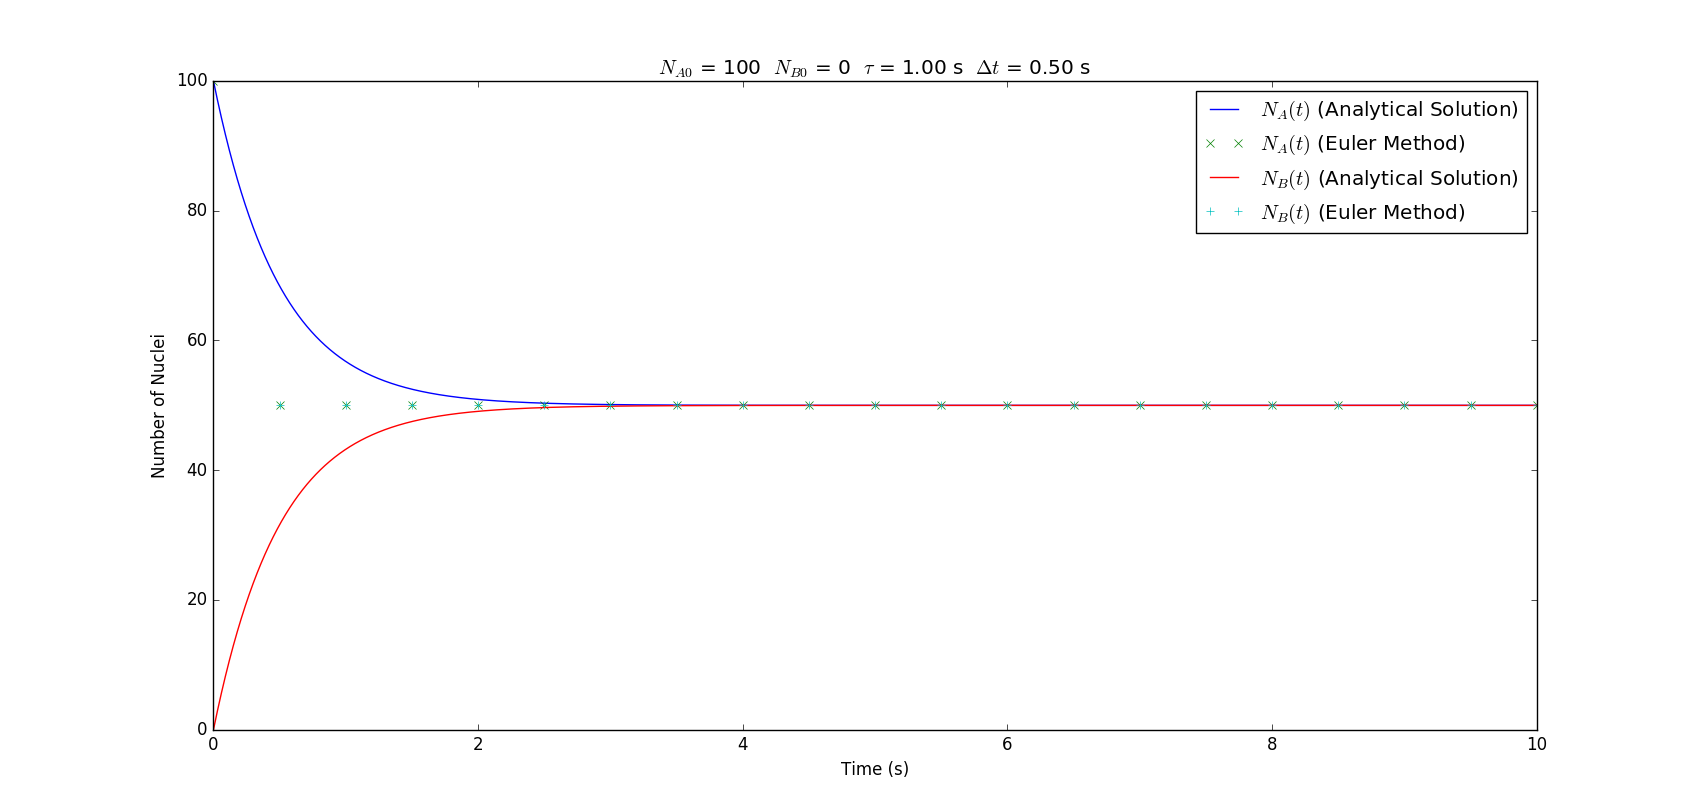 N_A0 = 100 N_B0 = 0 τ = 1.00 s Δt = 0.50 s
100
80
60
40
20
0
Number of Nuclei
N_A(t) (Analytical Solution)
N_A(t) (Euler Method)
N_B(t) (Analytical Solution)
N_B(t) (Euler Method)
0 2 4 6 8 10
Time (s)